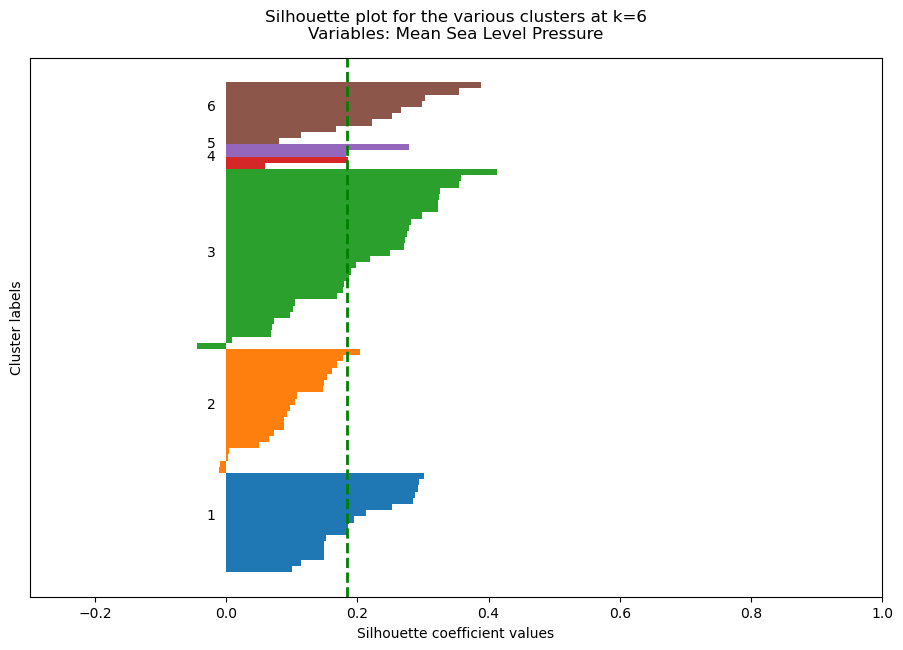 Silhouette plot for the various clusters at k=6
Variables: Mean Sea Level Pressure
6
5
4
3
2
1
Cluster labels
−0.2 0.0 0.2 0.4 0.6 0.8 1.0
Silhouette coefficient values